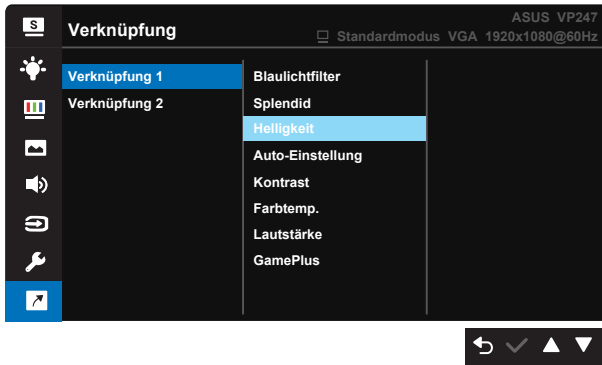 S
Verknüpfung
ASUS VP247
Standardmodus VGA 1920x1080@60Hz
Verknüpfung 1
Verknüpfung 2
Blaulichtfilter
Splendid
Helligkeit
Auto-Einstellung
Kontrast
Farbtemp.
Lautstärke
GamePlus